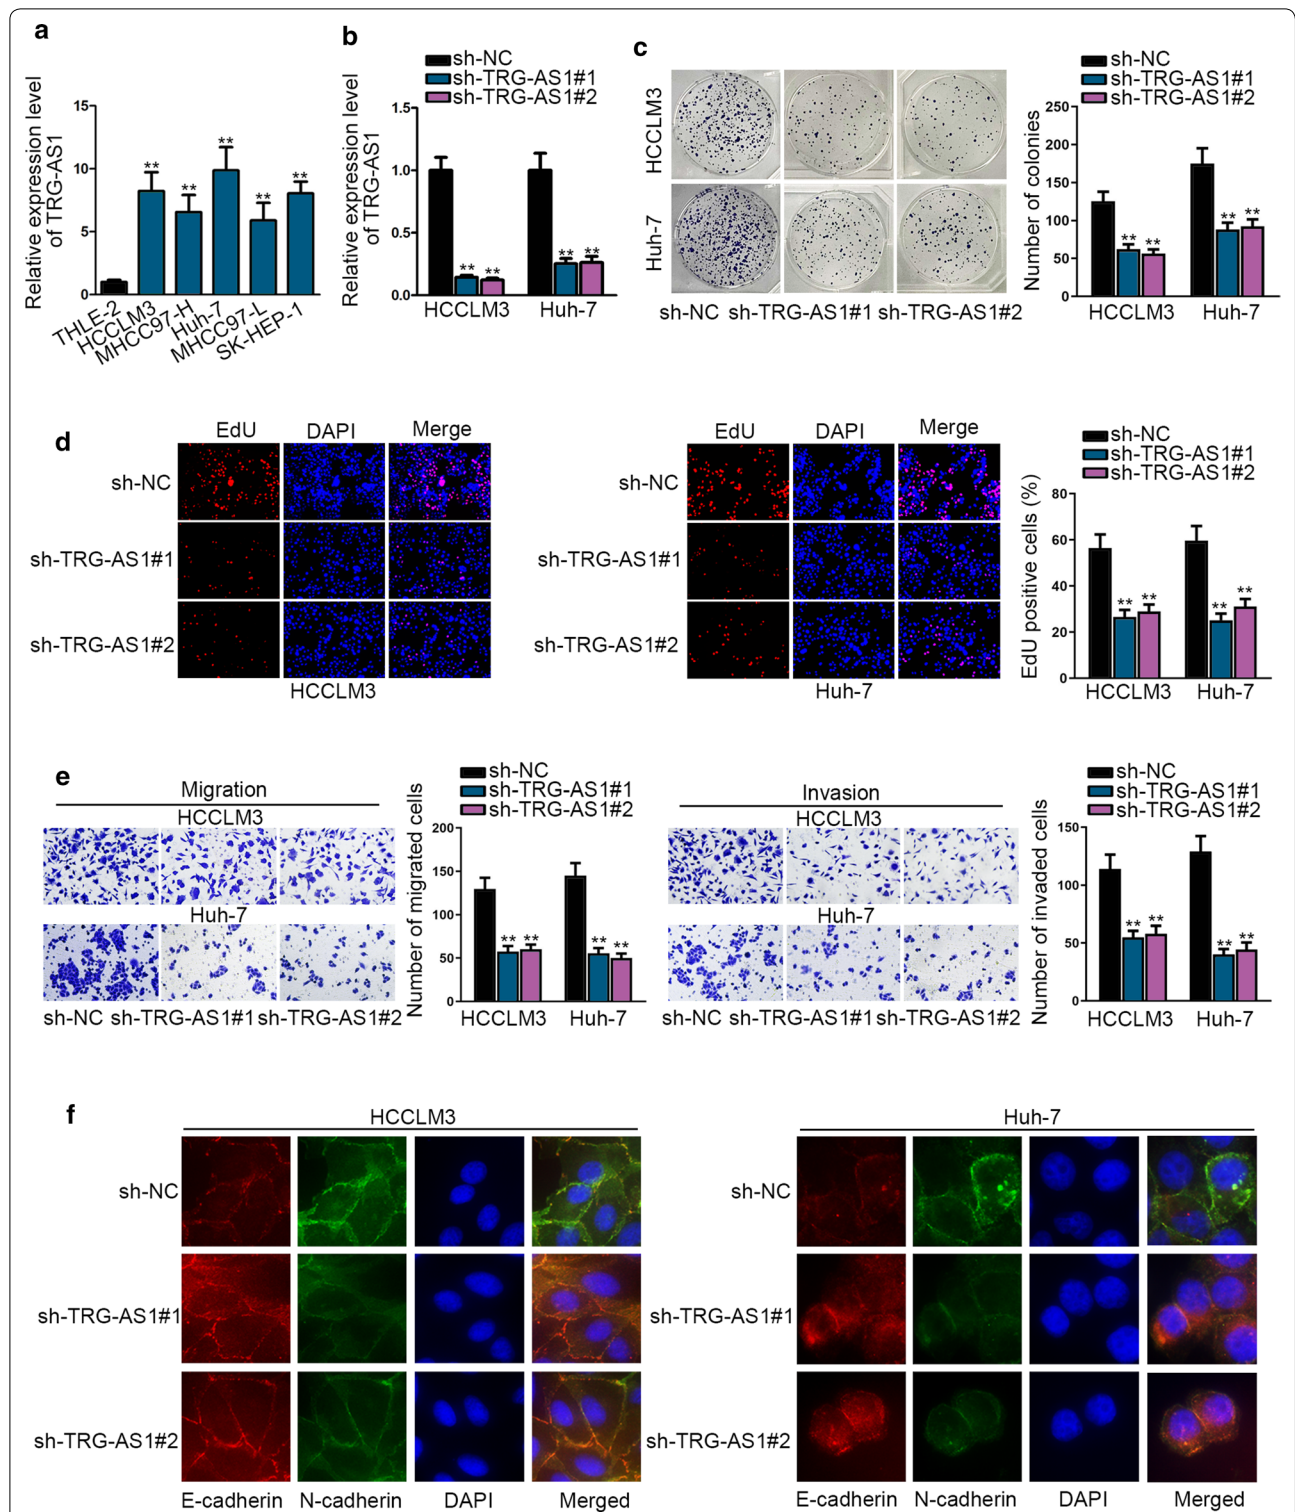 a
Relative expression level
of TRG-AS1
15
10
5
0
**
**
**
**
**
THLE-2
HCCLM3
MHCC97-H
Huh-7
MHCC97-L
SK-HEP-1
b
sh-NC
sh-TRG-AS1#1
sh-TRG-AS1#2
Relative expression level
of TRG-AS1
1.5
1.0
0.5
0.0
** **
** **
HCCLM3 Huh-7
c
HCCLM3
Huh-7
sh-NC sh-TRG-AS1#1 sh-TRG-AS1#2
sh-NC
sh-TRG-AS1#1
sh-TRG-AS1#2
Number of colonies
250
200
150
100
50
0
** **
** **
HCCLM3 Huh-7
d
EdU DAPI Merge
sh-NC
sh-TRG-AS1#1
sh-TRG-AS1#2
HCCLM3
EdU DAPI Merge
sh-NC
sh-TRG-AS1#1
sh-TRG-AS1#2
Huh-7
sh-NC
sh-TRG-AS1#1
sh-TRG-AS1#2
EdU positive cells (%)
80
60
40
20
0
** **
** **
HCCLM3 Huh-7
e
Migration
HCCLM3
Huh-7
sh-NC sh-TRG-AS1#1 sh-TRG-AS1#2
sh-NC
sh-TRG-AS1#1
sh-TRG-AS1#2
Number of migrated cells
200
150
100
50
0
** **
** **
HCCLM3 Huh-7
Invasion
HCCLM3
Huh-7
sh-NC sh-TRG-AS1#1 sh-TRG-AS1#2
sh-NC
sh-TRG-AS1#1
sh-TRG-AS1#2
Number of invaded cells
150
100
50
0
** **
** **
HCCLM3 Huh-7
f
HCCLM3
sh-NC
sh-TRG-AS1#1
sh-TRG-AS1#2
E-cadherin N-cadherin DAPI Merged
Huh-7
sh-NC
sh-TRG-AS1#1
sh-TRG-AS1#2
E-cadherin N-cadherin DAPI Merged